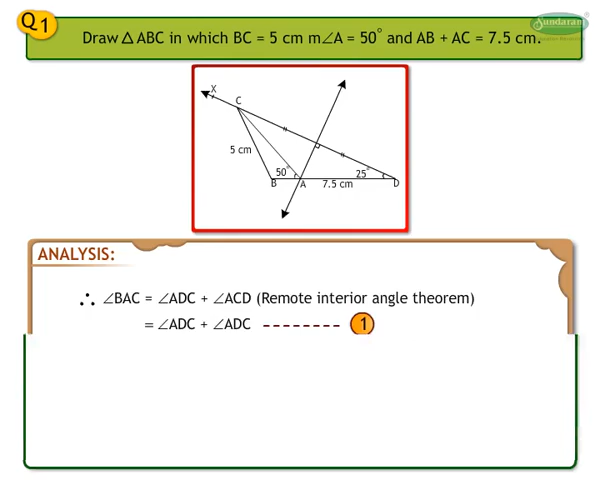 Q1
Sundaram
Draw △ ABC in which BC = 5 cm m∠A = 50° and AB + AC = 7.5 cm.
X
C
5 cm
50°
25°
B
A
7.5 cm
D
ANALYSIS:
∴ ∠BAC = ∠ADC + ∠ACD (Remote interior angle theorem)
= ∠ADC + ∠ADC -------- 1